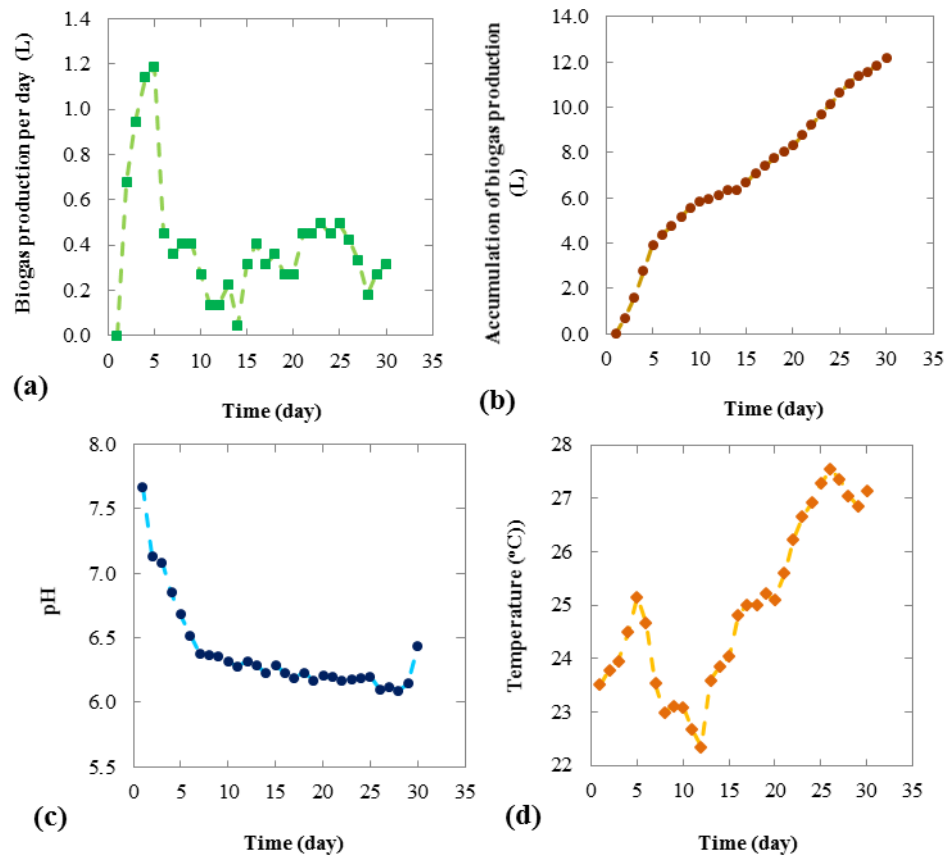 Biogas production per day (L)
1.4
1.2
1.0
0.8
0.6
0.4
0.2
0.0
0 5 10 15 20 25 30 35
Time (day)
(a)
Accumulation of biogas production
(L)
14.0
12.0
10.0
8.0
6.0
4.0
2.0
0.0
0 5 10 15 20 25 30 35
Time (day)
(b)
pH
8.0
7.5
7.0
6.5
6.0
5.5
0 5 10 15 20 25 30 35
Time (day)
(c)
Temperature (°C))
28
27
26
25
24
23
22
0 5 10 15 20 25 30 35
Time (day)
(d)